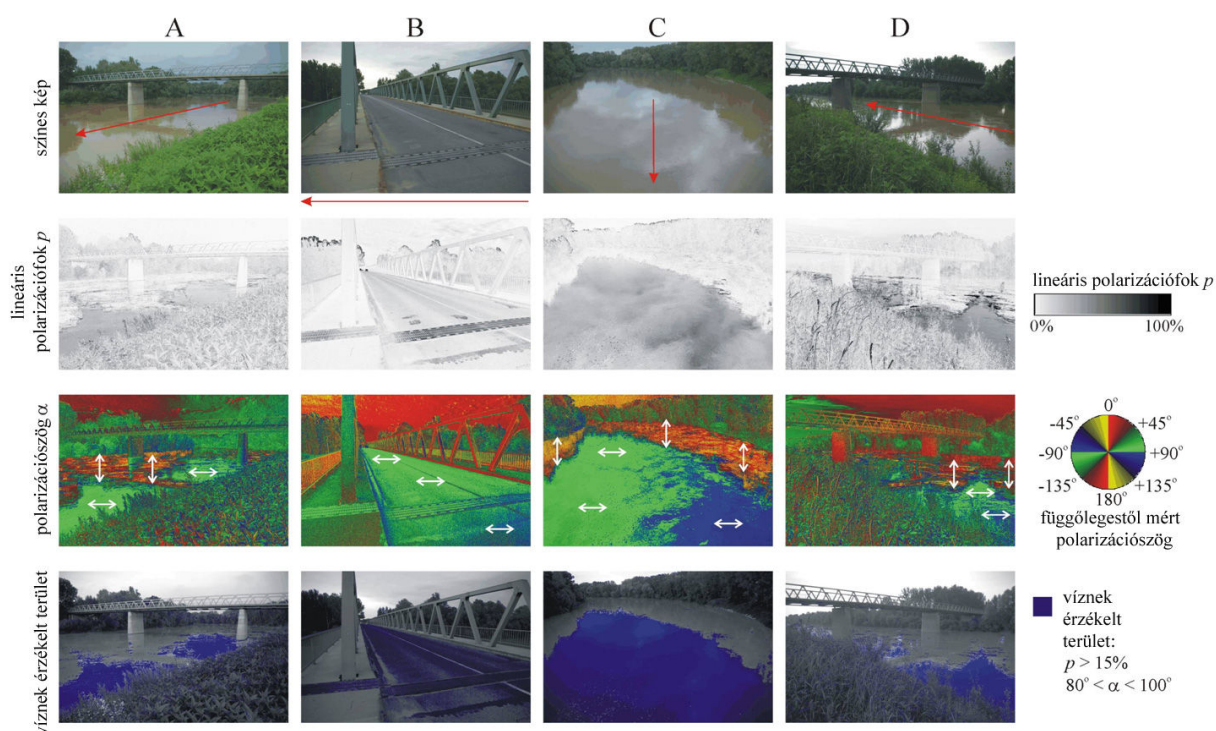 A
B
C
D
színes kép
lineáris
polarizációfok p
polarizációszög α
víznek érzékelt terület
lineáris polarizációfok p
0%
100%
0°
-45°
+45°
-90°
+90°
-135°
+135°
180°
függőlegestől mért
polarizációszög
víznek
érzékelt
terület:
p > 15%
80° < α < 100°